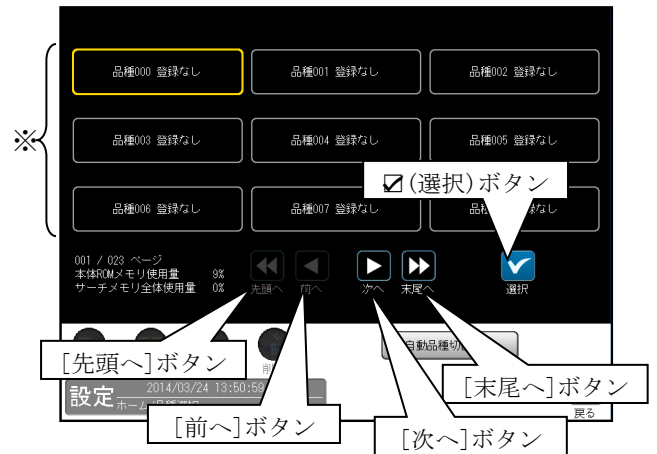 品種000 登録なし
品種001 登録なし
品種002 登録なし
※
品種003 登録なし
品種004 登録なし
品種005 登録なし
☑(選択)ボタン
品種006 登録なし
品種007 登録なし
なし
001 / 023 ページ
本体ROMメモリ使用量 9%
サーチメモリ全体使用量 0%
先頭へ
前へ
次へ
末尾へ
選択
[先頭へ]ボタン
自動品種切
[末尾へ]ボタン
設定
2014/03/24 13:50:59
ホーム
[前へ]ボタン
[次へ]ボタン
戻る